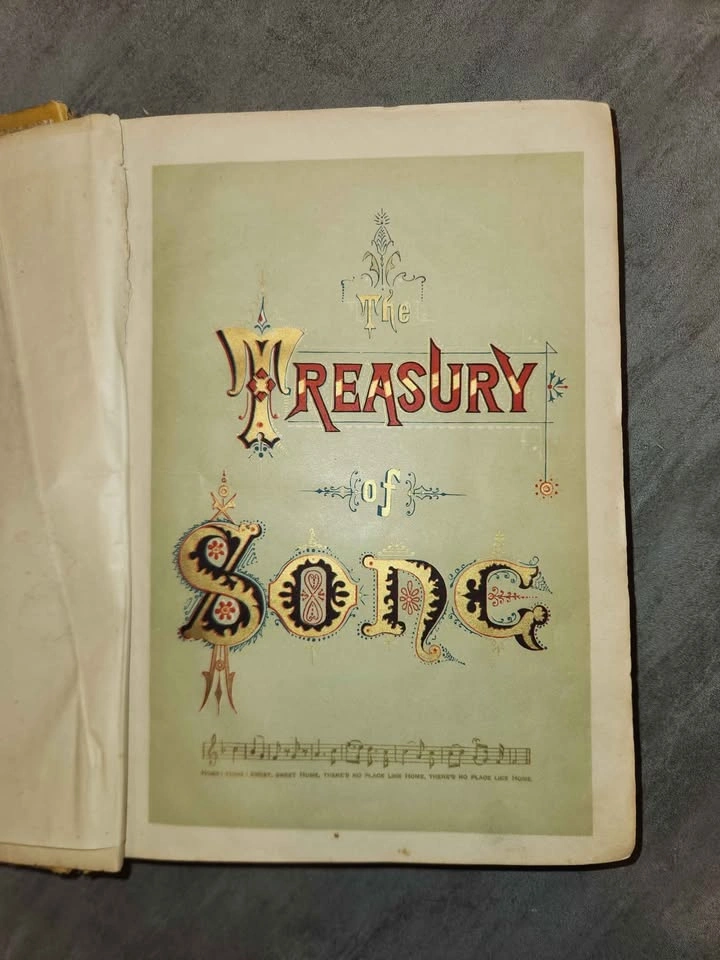 The
TREASURY
of
SONG
HOME! HOME! SWEET, SWEET HOME, THERE'S NO PLACE LIKE HOME, THERE'S NO PLACE LIKE HOME.